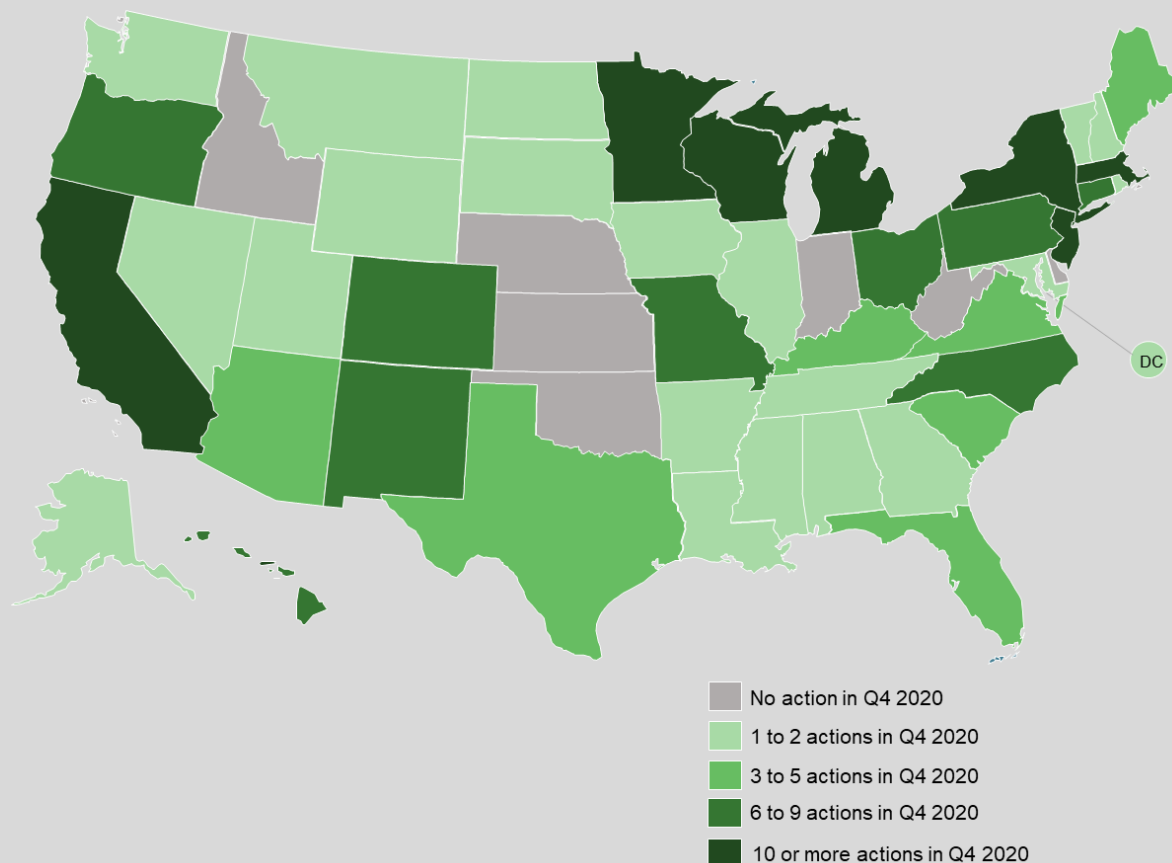 DC
No action in Q4 2020
1 to 2 actions in Q4 2020
3 to 5 actions in Q4 2020
6 to 9 actions in Q4 2020
10 or more actions in Q4 2020